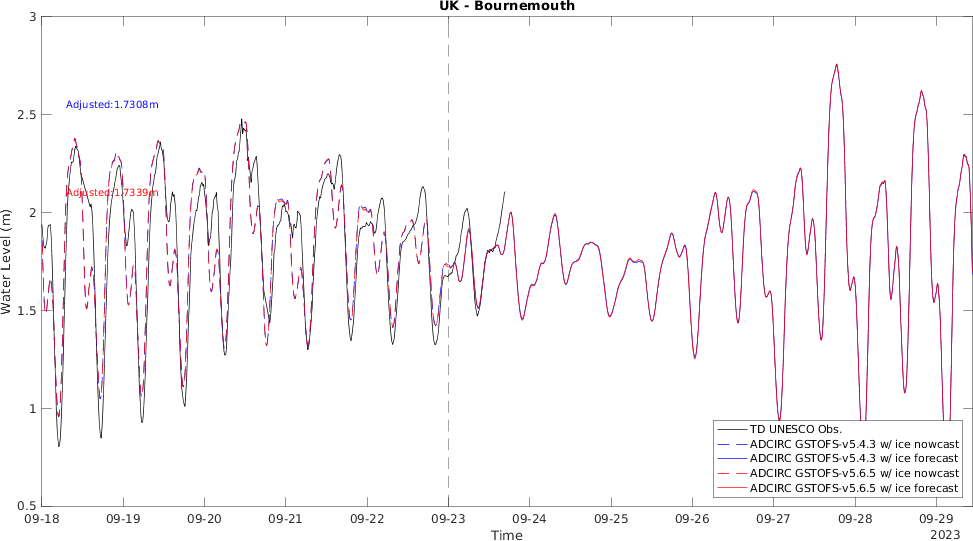 UK - Bournemouth
3
2.5
2
1.5
1
0.5
Water Level (m)
Adjusted:1.7308m
Adjusted:1.7339m
TD UNESCO Obs.
ADCIRC GSTOFS-v5.4.3 w/ ice nowcast
ADCIRC GSTOFS-v5.4.3 w/ ice forecast
ADCIRC GSTOFS-v5.6.5 w/ ice nowcast
ADCIRC GSTOFS-v5.6.5 w/ ice forecast
09-18 09-19 09-20 09-21 09-22 09-23 09-24 09-25 09-26 09-27 09-28 09-29
Time
2023